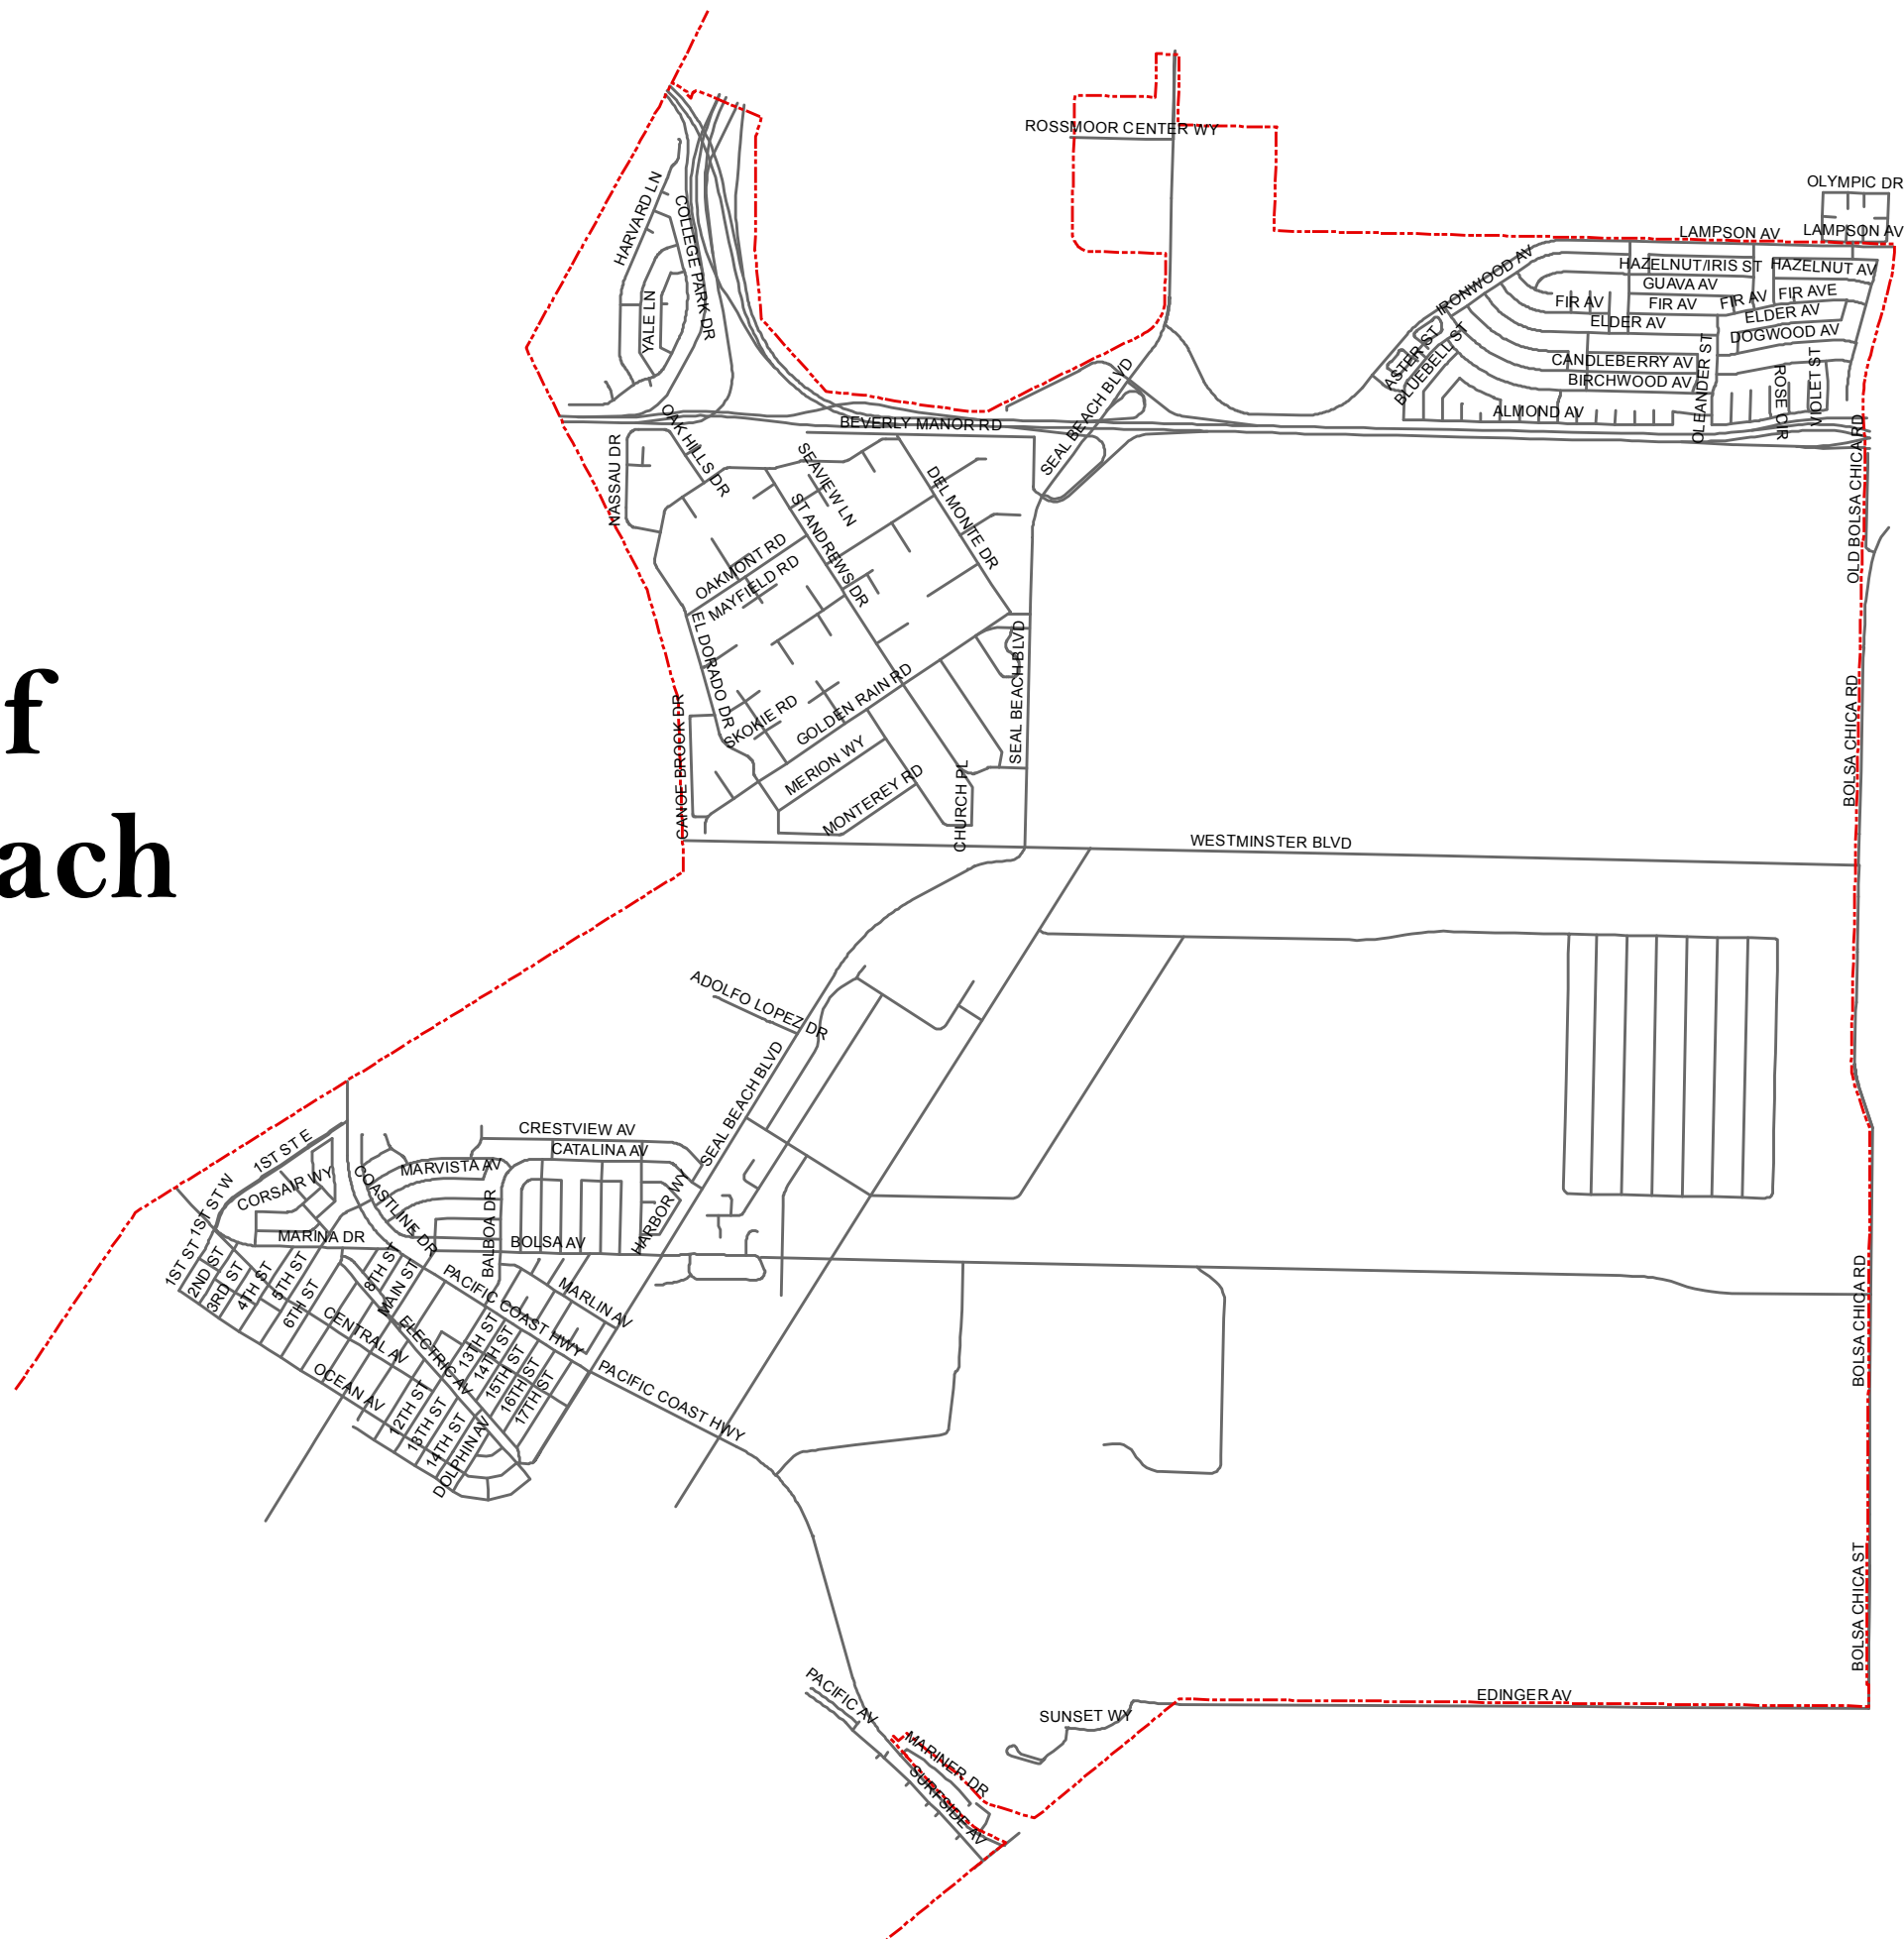 f
ach
ROSSMOOR CENTER WY
OLYMPIC DR
LAMPSON AV
LAMPSON AV
HARVARD LN
COLLEGE PARK DR
YALE LN
IRONWOOD AV
HAZELNUT/IRIS ST
HAZELNUT AV
GUAVA AV
FIR AV
FIR AV
FIR AV
FIR AVE
ELDER AV
ELDER AV
DOGWOOD AV
ASTER ST
BLUEBELL ST
CANDLEBERRY AV
BIRCHWOOD AV
ALMOND AV
OLEANDER ST
ROSE CIR
VIOLET ST
SEAL BEACH BLVD
BEVERLY MANOR RD
OAK HILLS DR
NASSAU DR
SEAVIEW LN
DEL MONTE DR
ST ANDREWS DR
OAKMONT RD
MAYFIELD RD
EL DORADO DR
OLD BOLSA CHICA RD
SEAL BEACH BLVD
SKOKIE RD
GOLDEN RAIN RD
CANOE BROOK DR
MERION WY
MONTEREY RD
CHURCH PL
BOLSA CHICA RD
WESTMINSTER BLVD
ADOLFO LOPEZ DR
SEAL BEACH BLVD
CRESTVIEW AV
CATALINA AV
1ST ST E
MARVISTA AV
CORSAIR WY
COASTLINE DR
1ST ST W
BALBOA DR
HARBOR WY
MARINA DR
BOLSA AV
1ST ST
2ND ST
3RD ST
4TH ST
5TH ST
6TH ST
8TH ST
MAIN ST
PACIFIC COAST HWY
MARLIN AV
CENTRAL AV
ELECTRIC AV
OCEAN AV
13TH ST
14TH ST
15TH ST
16TH ST
17TH ST
12TH ST
13TH ST
14TH ST
DOLPHIN AV
PACIFIC COAST HWY
BOLSA CHICA RD
BOLSA CHICA ST
PACIFIC AV
SUNSET WY
EDINGER AV
MARINER DR
SURFSIDE AV